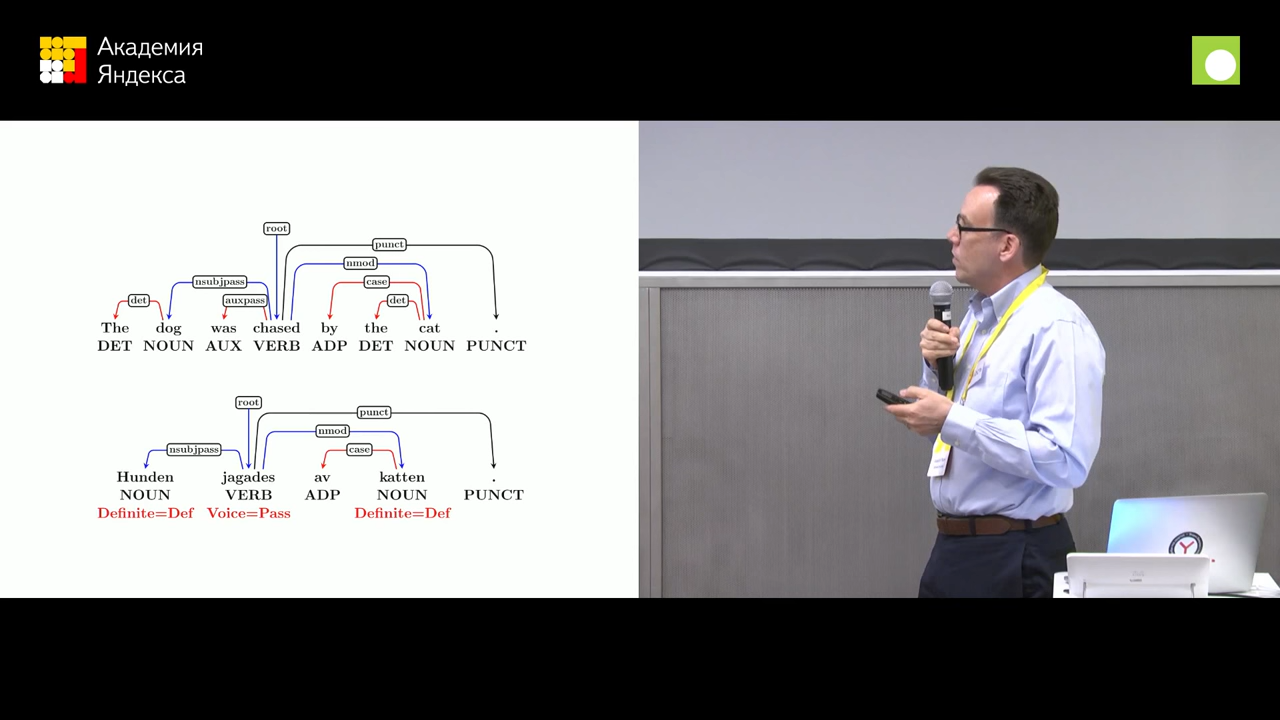 Академия
Яндекса
root
punct
nmod
nsubjpass
case
det
auxpass
det
The dog was chased by the cat .
DET NOUN AUX VERB ADP DET NOUN PUNCT
root
punct
nmod
nsubjpass
case
Hunden jagades av katten .
NOUN VERB ADP NOUN PUNCT
Definite=Def Voice=Pass Definite=Def